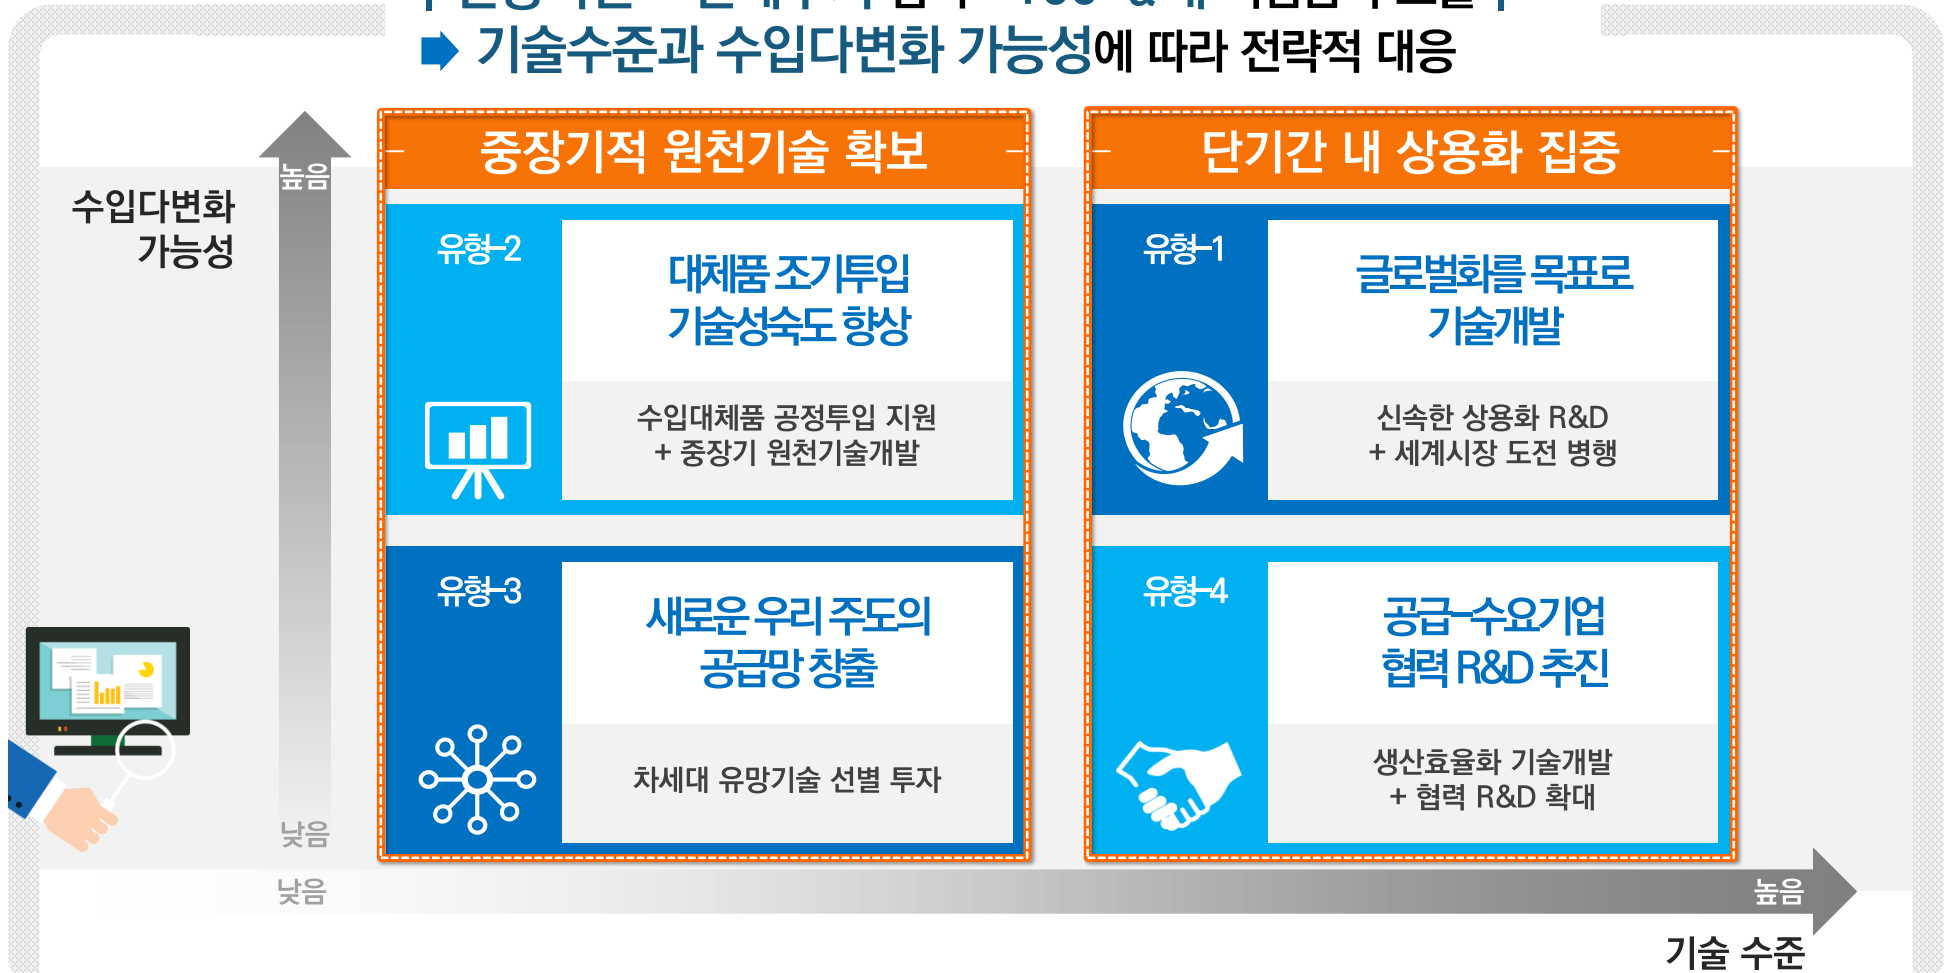 기술수준과 수입다변화 가능성에 따라 전략적 대응
중장기적 원천기술 확보
단기간 내 상용화 집중
높음
수입다변화
가능성
유형-2
대체품 조기투입
기술성숙도 향상
수입대체품 공정투입 지원
+ 중장기 원천기술개발
유형-1
글로벌화를 목표로
기술개발
신속한 상용화 R&D
+ 세계시장 도전 병행
유형-3
새로운 우리 주도의
공급망 창출
차세대 유망기술 선별 투자
유형-4
공급-수요기업
협력 R&D 추진
생산효율화 기술개발
+ 협력 R&D 확대
낮음
낮음
높음
기술 수준